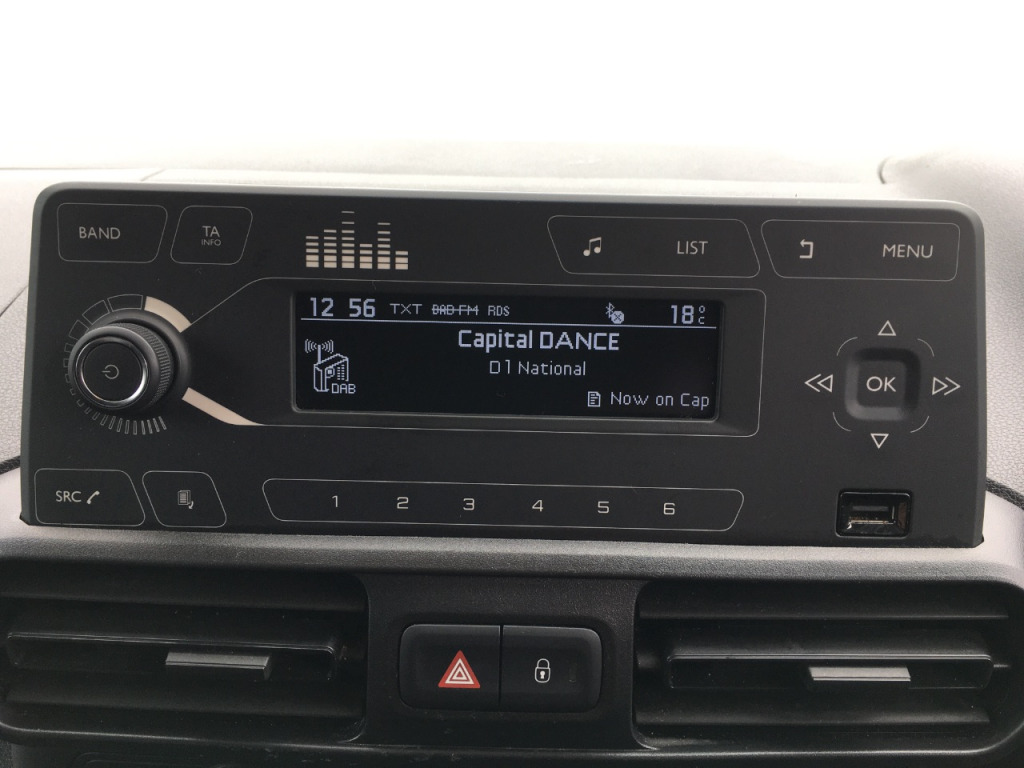 BAND
TA
INFO
LIST
MENU
12 56 TXT DAB-FM RDS 18°C
Capital DANCE
D1 National
DAB
Now on Cap
OK
SRC
1 2 3 4 5 6